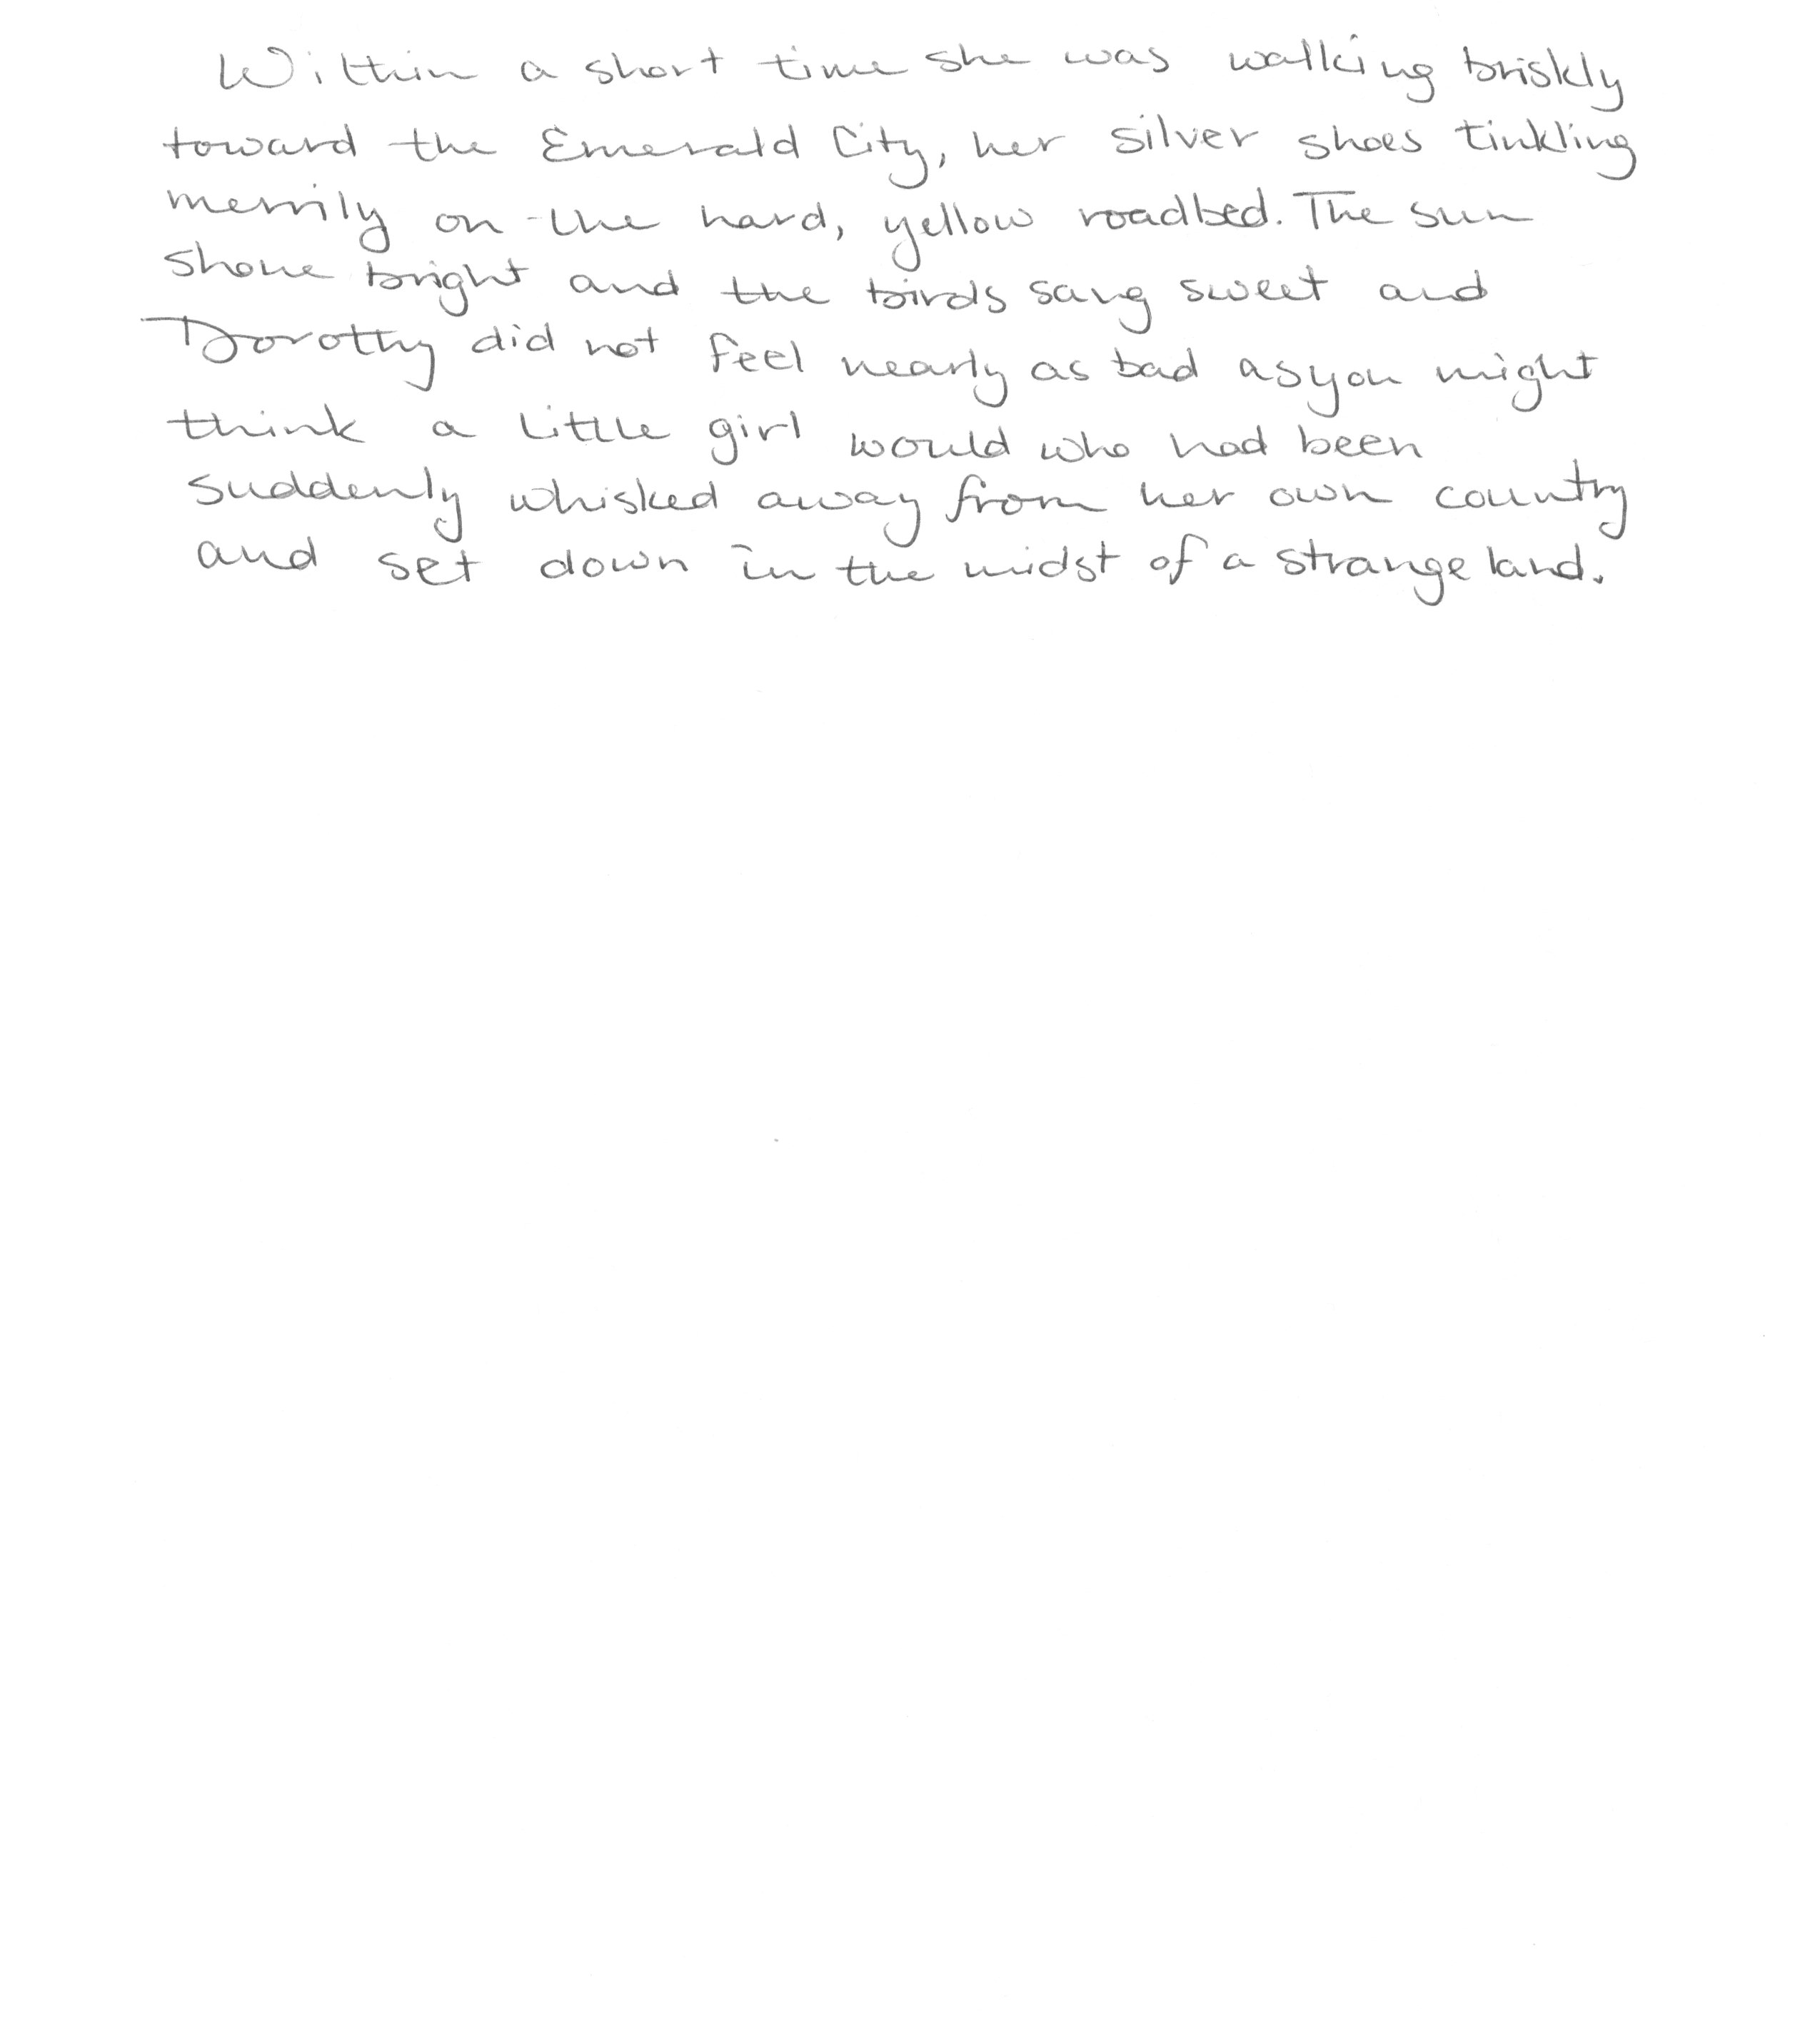 Within a short time she was walking briskly
toward the Emerald City, her silver shoes tinkling
merrily on the hard, yellow roadbed. The sun
shone bright and the birds sang sweet and
Dorothy did not feel nearly as bad as you might
think a little girl would who had been
suddenly whisked away from her own country
and set down in the midst of a strange land.